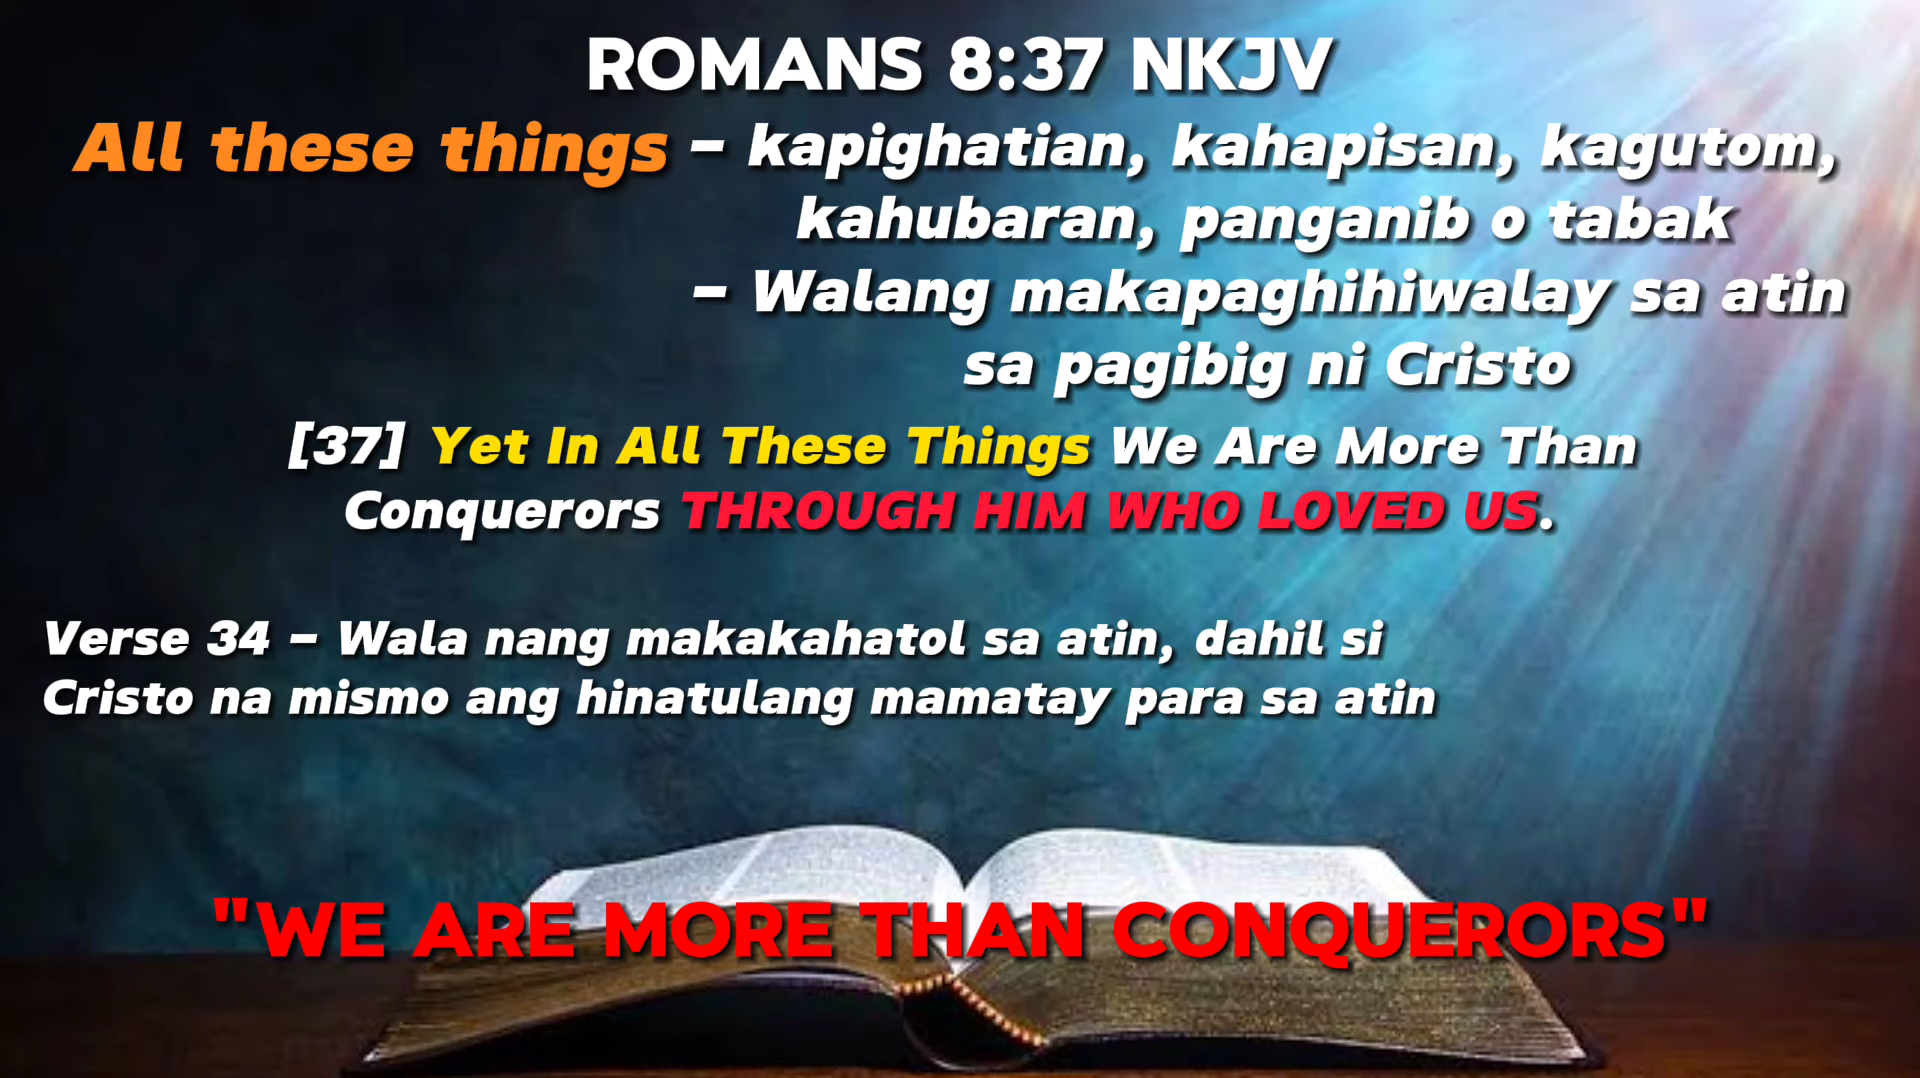 ROMANS 8:37 NKJV
All these things – kapighatian, kahapisan, kagutom,
kahubaran, panganib o tabak
– Walang makapaghihiwalay sa atin
sa pagibig ni Cristo
[37] Yet In All These Things We Are More Than
Conquerors THROUGH HIM WHO LOVED US.
Verse 34 – Wala nang makakahatol sa atin, dahil si
Cristo na mismo ang hinatulang mamatay para sa atin
"WE ARE MORE THAN CONQUERORS"